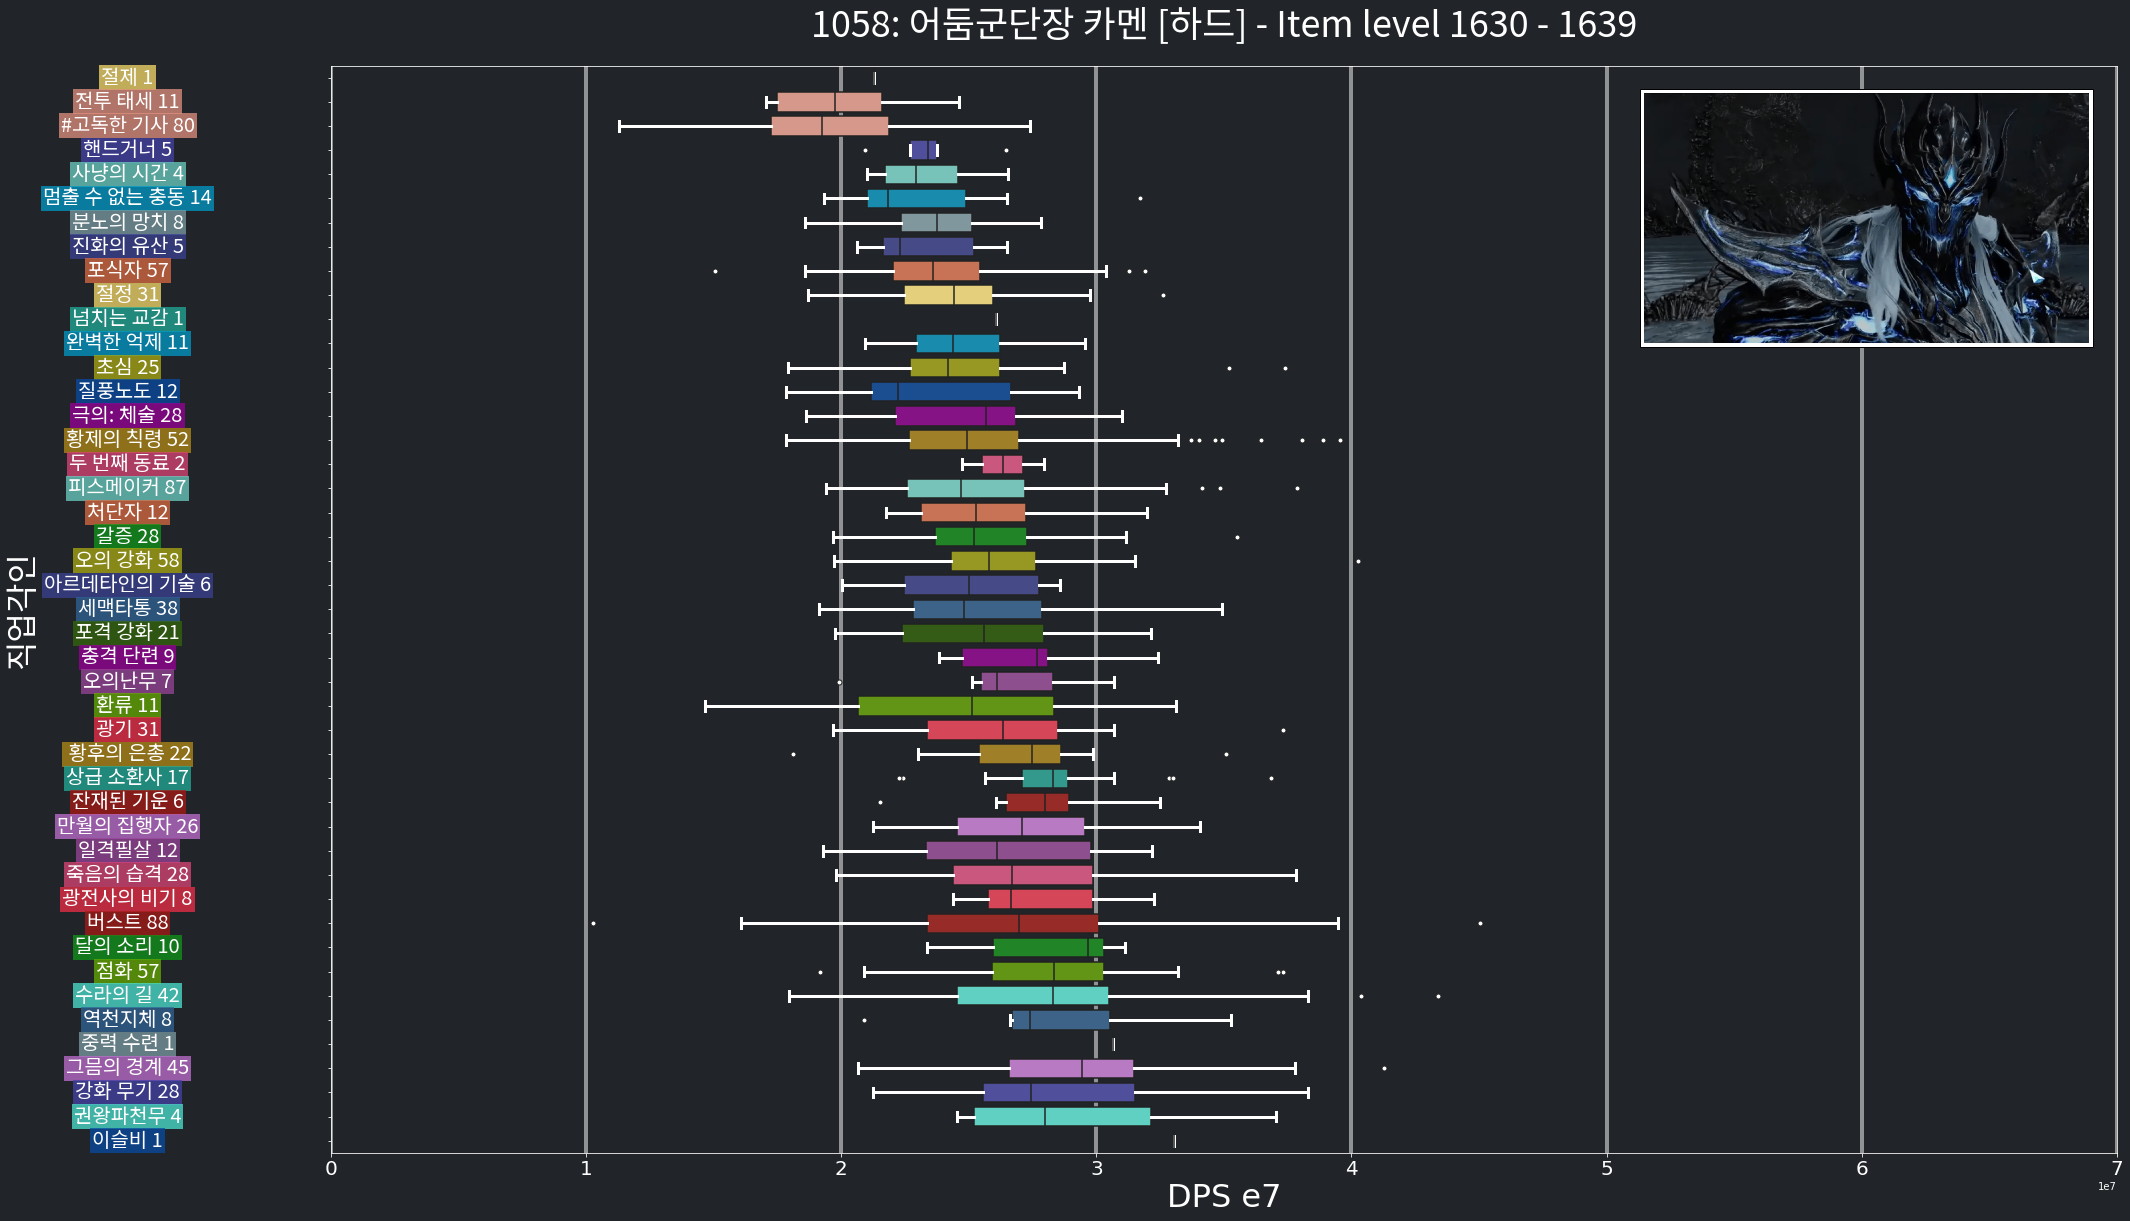 1058: 어둠군단장 카멘 [하드] - Item level 1630 - 1639
절제 1
전투 태세 11
#고독한 기사 80
핸드거너 5
사냥의 시간 4
멈출 수 없는 충동 14
분노의 망치 8
진화의 유산 5
포식자 57
절정 31
넘치는 교감 1
완벽한 억제 11
초심 25
질풍노도 12
극의: 체술 28
황제의 칙령 52
두 번째 동료 2
피스메이커 87
처단자 12
갈증 28
오의 강화 58
아르데타인의 기술 6
세맥타통 38
포격 강화 21
충격 단련 9
오의난무 7
환류 11
광기 31
황후의 은총 22
상급 소환사 17
잔재된 기운 6
만월의 집행자 26
일격필살 12
죽음의 습격 28
광전사의 비기 8
버스트 88
달의 소리 10
점화 57
수라의 길 42
역천지체 8
중력 수련 1
그믐의 경계 45
강화 무기 28
권왕파천무 4
이슬비 1
직업각인
0 1 2 3 4 5 6 7
1e7
DPS e7